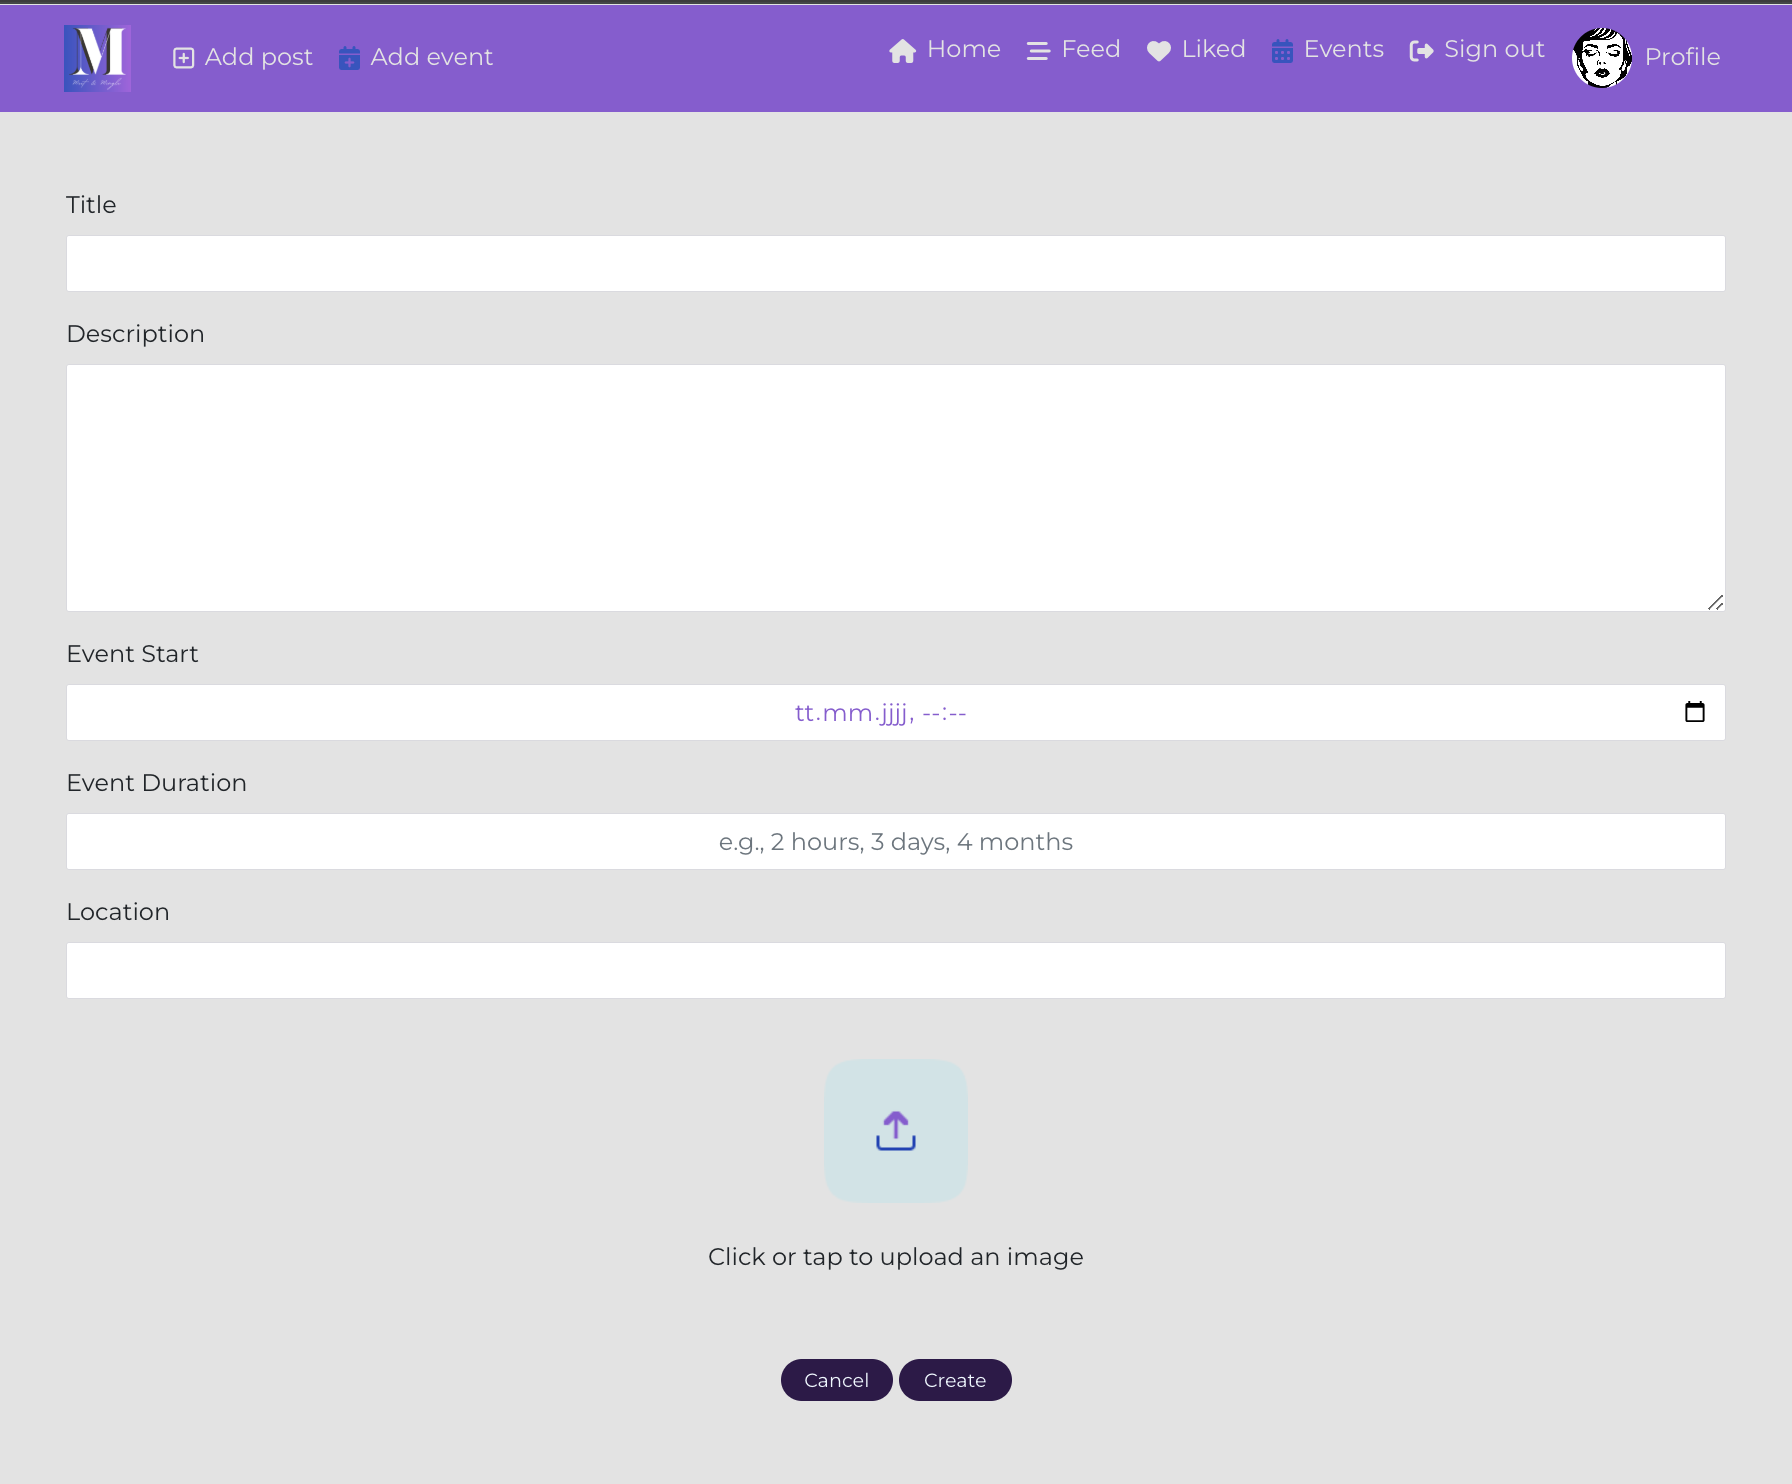 M
Add post Add event Home Feed Liked Events Sign out Profile
Title
Description
Event Start
tt.mm.jjjj, --:--
Event Duration
e.g., 2 hours, 3 days, 4 months
Location
Click or tap to upload an image
Cancel Create